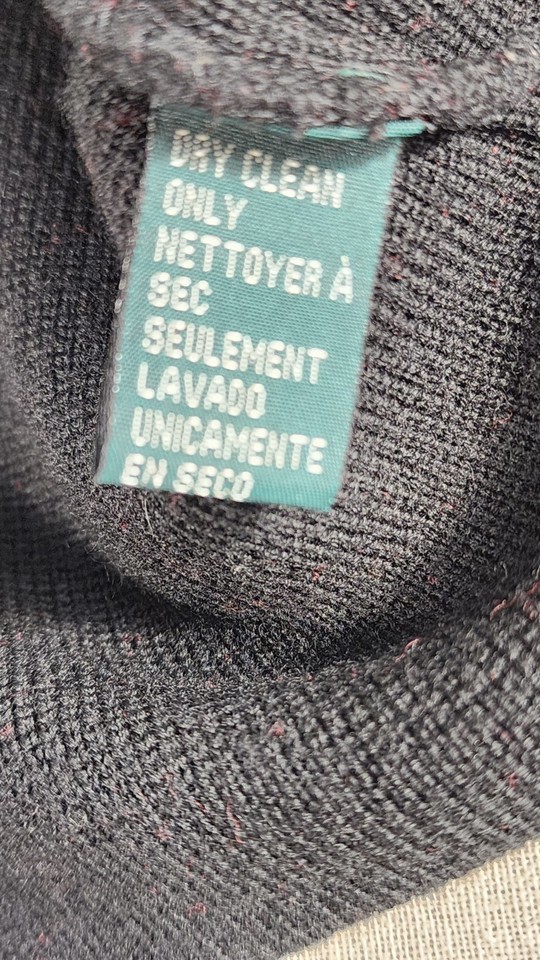 DRY CLEAN
ONLY
NETTOYER À
SEC
SEULEMENT
LAVADO
UNICAMENTE
EN SECO